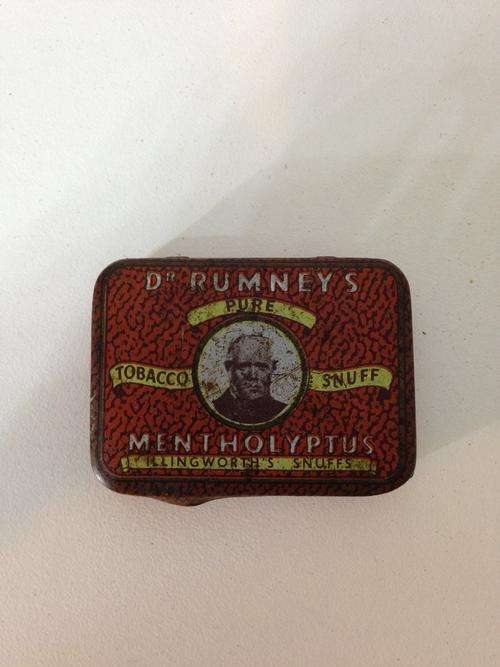 DR RUMNEY'S
PURE
TOBACCO SNUFF
MENTHOLYPTUS
ILLINGWORTH'S SNUFFS